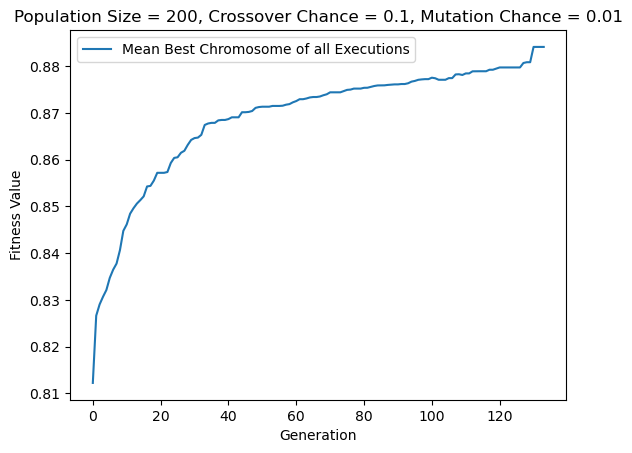 Population Size = 200, Crossover Chance = 0.1, Mutation Chance = 0.01
Mean Best Chromosome of all Executions
0.88
0.87
0.86
0.85
0.84
0.83
0.82
0.81
Fitness Value
0 20 40 60 80 100 120
Generation